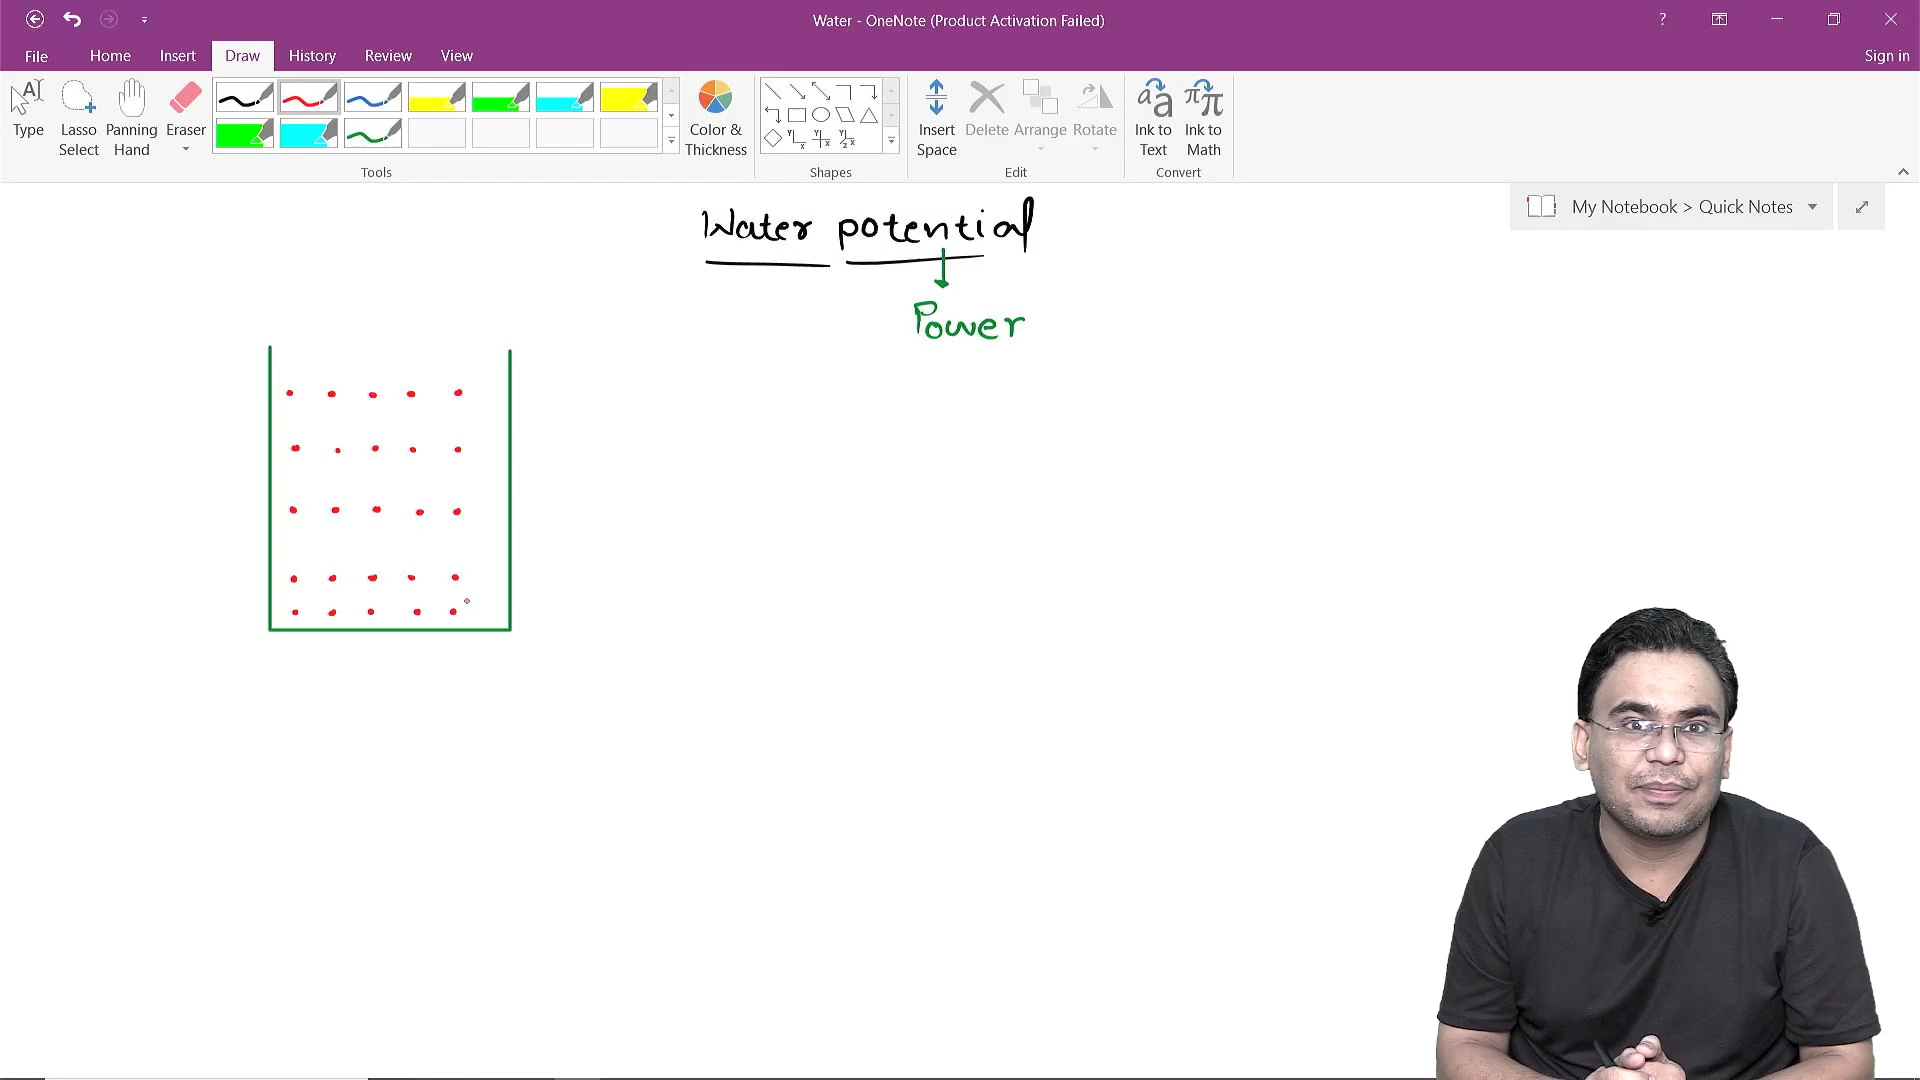 Water - OneNote (Product Activation Failed)
?
File Home Insert Draw History Review View
Sign in
Type
Lasso Select
Panning Hand
Eraser
Color & Thickness
Insert Space
Delete
Arrange
Rotate
Ink to Text
Ink to Math
Tools
Shapes
Edit
Convert
My Notebook > Quick Notes
Water potential
Power